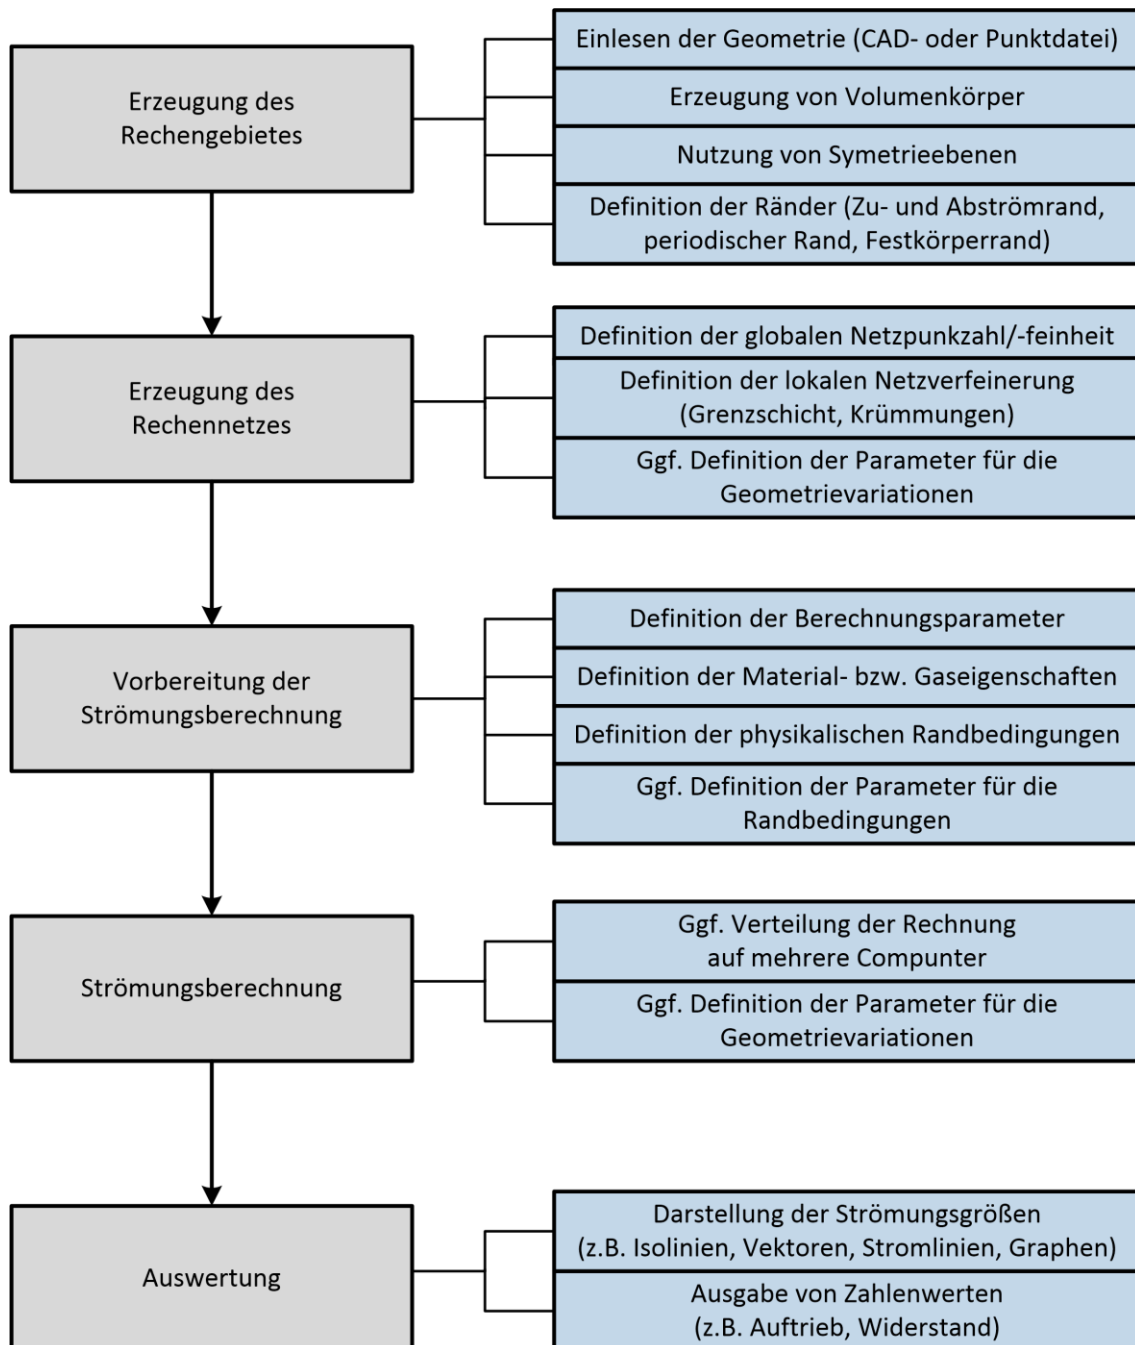 Erzeugung des
Rechengebietes
Einlesen der Geometrie (CAD- oder Punktdatei)
Erzeugung von Volumenkörper
Nutzung von Symetrieebenen
Definition der Ränder (Zu- und Abströmrand,
periodischer Rand, Festkörperrand)
Erzeugung des
Rechennetzes
Definition der globalen Netzpunkzahl/-feinheit
Definition der lokalen Netzverfeinerung
(Grenzschicht, Krümmungen)
Ggf. Definition der Parameter für die
Geometrievariationen
Vorbereitung der
Strömungsberechnung
Definition der Berechnungsparameter
Definition der Material- bzw. Gaseigenschaften
Definition der physikalischen Randbedingungen
Ggf. Definition der Parameter für die
Randbedingungen
Strömungsberechnung
Ggf. Verteilung der Rechnung
auf mehrere Compunter
Ggf. Definition der Parameter für die
Geometrievariationen
Auswertung
Darstellung der Strömungsgrößen
(z.B. Isolinien, Vektoren, Stromlinien, Graphen)
Ausgabe von Zahlenwerten
(z.B. Auftrieb, Widerstand)